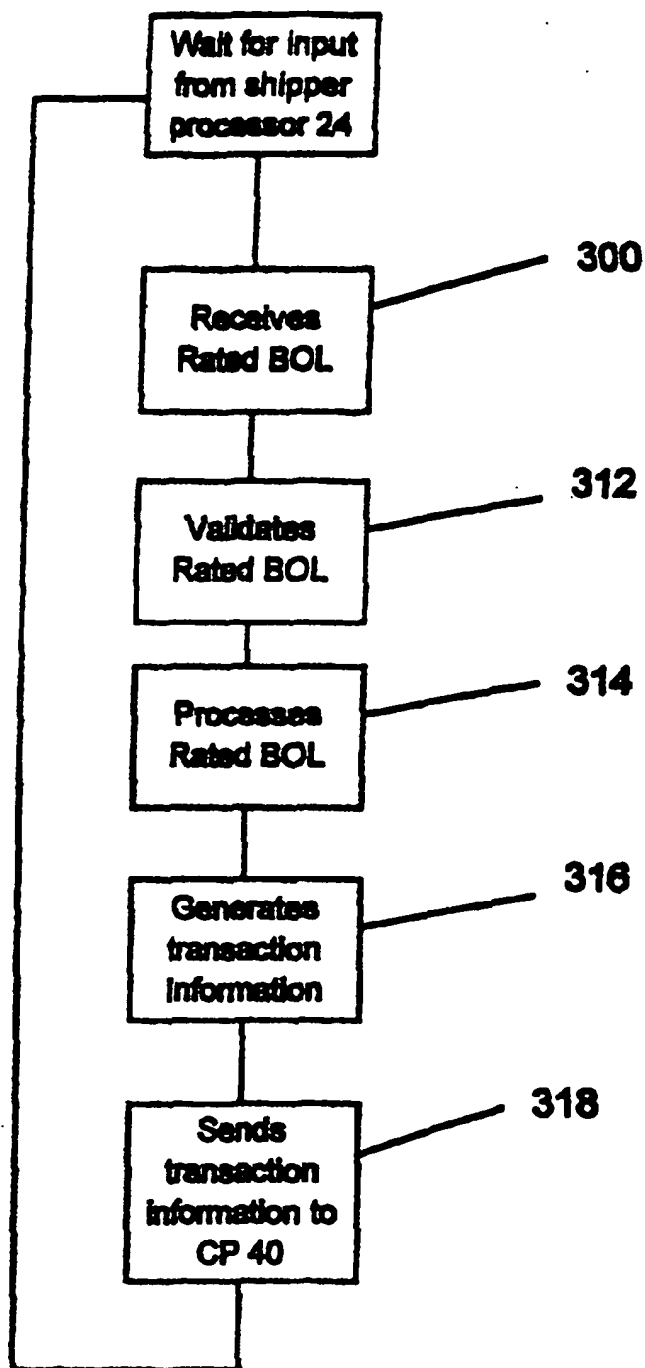 Wait for input
from shipper
processor 24
300
Receives
Rated BOL
312
Validates
Rated BOL
314
Processes
Rated BOL
316
Generates
transaction
information
318
Sends
transaction
information to
CP 40